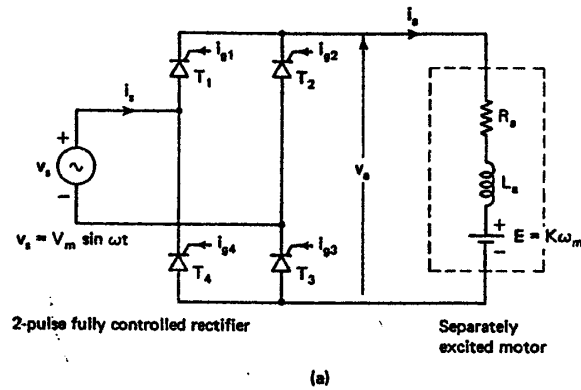 i_a
i_g1
i_g2
T_1
T_2
i_s
+
v_s
-
v_s = V_m sin ωt
v_a
R_a
L_a
+
E = Kω_m
-
i_g4
T_4
i_g3
T_3
2-pulse fully controlled rectifier
Separately
excited motor
(a)